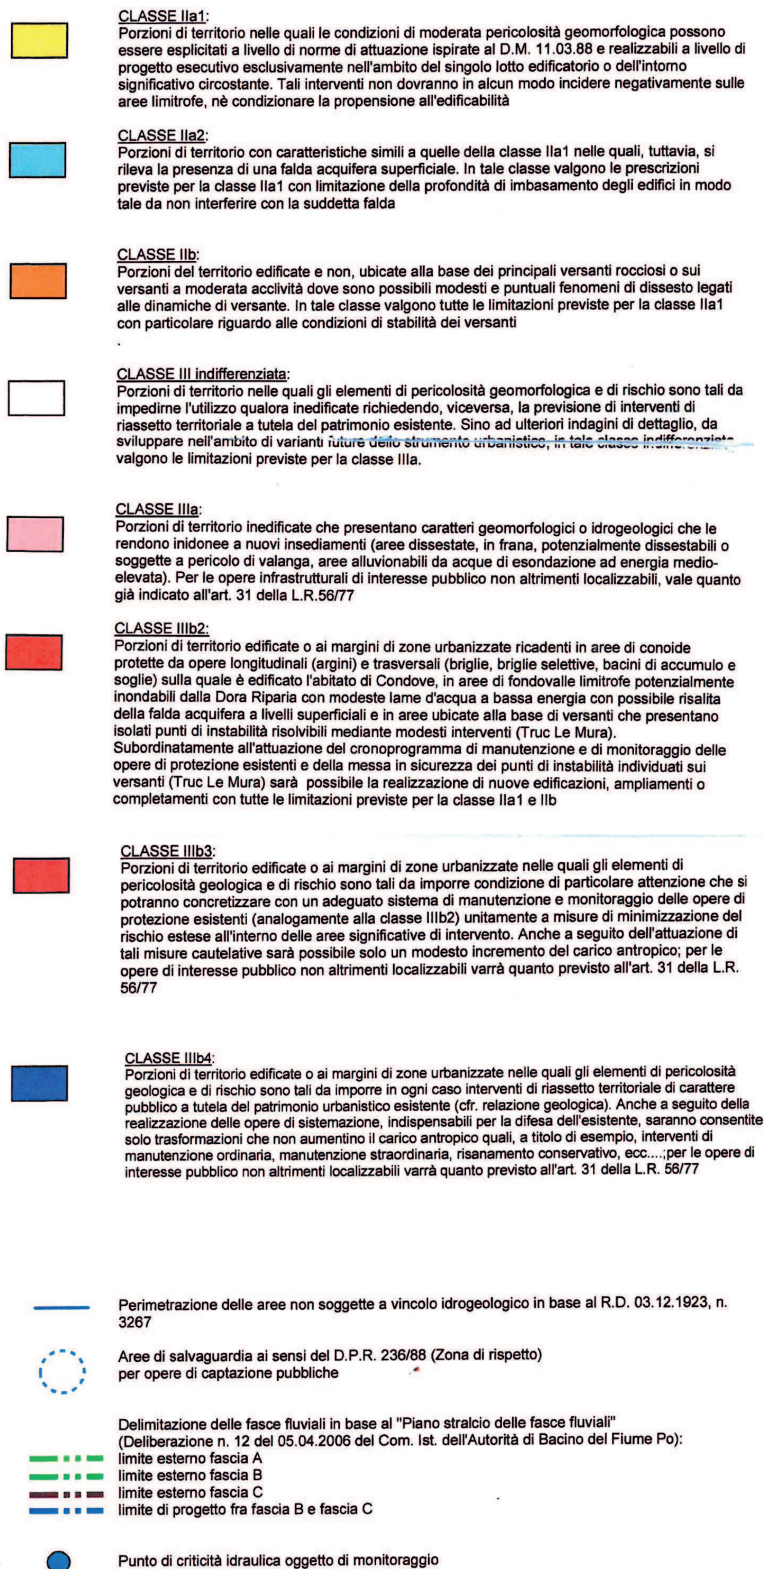 CLASSE IIa1:
Porzioni di territorio nelle quali le condizioni di moderata pericolosità geomorfologica possono
essere esplicitati a livello di norme di attuazione ispirate al D.M. 11.03.88 e realizzabili a livello di
progetto esecutivo esclusivamente nell'ambito del singolo lotto edificatorio o dell'intorno
significativo circostante. Tali interventi non dovranno in alcun modo incidere negativamente sulle
aree limitrofe, nè condizionare la propensione all'edificabilità
CLASSE IIa2:
Porzioni di territorio con caratteristiche simili a quelle della classe IIa1 nelle quali, tuttavia, si
rileva la presenza di una falda acquifera superficiale. In tale classe valgono le prescrizioni
previste per la classe IIa1 con limitazione della profondità di imbasamento degli edifici in modo
tale da non interferire con la suddetta falda
CLASSE IIb:
Porzioni del territorio edificate e non, ubicate alla base dei principali versanti rocciosi o sui
versanti a moderata acclività dove sono possibili modesti e puntuali fenomeni di dissesto legati
alle dinamiche di versante. In tale classe valgono tutte le limitazioni previste per la classe IIa1
con particolare riguardo alle condizioni di stabilità dei versanti
.
CLASSE III indifferenziata:
Porzioni di territorio nelle quali gli elementi di pericolosità geomorfologica e di rischio sono tali da
impedirne l'utilizzo qualora inedificate richiedendo, viceversa, la previsione di interventi di
riassetto territoriale a tutela del patrimonio esistente. Sino ad ulteriori indagini di dettaglio, da
sviluppare nell'ambito di varianti future dello strumento urbanistico, in tale classe indifferenziata
valgono le limitazioni previste per la classe IIIa.
CLASSE IIIa:
Porzioni di territorio inedificate che presentano caratteri geomorfologici o idrogeologici che le
rendono inidonee a nuovi insediamenti (aree dissestate, in frana, potenzialmente dissestabili o
soggette a pericolo di valanga, aree alluvionabili da acque di esondazione ad energia medio-
elevata). Per le opere infrastrutturali di interesse pubblico non altrimenti localizzabili, vale quanto
già indicato all'art. 31 della L.R.56/77
CLASSE IIIb2:
Porzioni di territorio edificate o ai margini di zone urbanizzate ricadenti in aree di conoide
protette da opere longitudinali (argini) e trasversali (briglie, briglie selettive, bacini di accumulo e
soglie) sulla quale è edificato l'abitato di Condove, in aree di fondovalle limitrofe potenzialmente
inondabili dalla Dora Riparia con modeste lame d'acqua a bassa energia con possibile risalita
della falda acquifera a livelli superficiali e in aree ubicate alla base di versanti che presentano
isolati punti di instabilità risolvibili mediante modesti interventi (Truc Le Mura).
Subordinatamente all'attuazione del cronoprogramma di manutenzione e di monitoraggio delle
opere di protezione esistenti e della messa in sicurezza dei punti di instabilità individuati sui
versanti (Truc Le Mura) sarà possibile la realizzazione di nuove edificazioni, ampliamenti o
completamenti con tutte le limitazioni previste per la classe IIa1 e IIb
CLASSE IIIb3:
Porzioni di territorio edificate o ai margini di zone urbanizzate nelle quali gli elementi di
pericolosità geologica e di rischio sono tali da imporre condizione di particolare attenzione che si
potranno concretizzare con un adeguato sistema di manutenzione e monitoraggio delle opere di
protezione esistenti (analogamente alla classe IIIb2) unitamente a misure di minimizzazione del
rischio estese all'interno delle aree significative di intervento. Anche a seguito dell'attuazione di
tali misure cautelative sarà possibile solo un modesto incremento del carico antropico; per le
opere di interesse pubblico non altrimenti localizzabili varrà quanto previsto all'art. 31 della L.R.
56/77
CLASSE IIIb4:
Porzioni di territorio edificate o ai margini di zone urbanizzate nelle quali gli elementi di pericolosità
geologica e di rischio sono tali da imporre in ogni caso interventi di riassetto territoriale di carattere
pubblico a tutela del patrimonio urbanistico esistente (cfr. relazione geologica). Anche a seguito della
realizzazione delle opere di sistemazione, indispensabili per la difesa dell'esistente, saranno consentite
solo trasformazioni che non aumentino il carico antropico quali, a titolo di esempio, interventi di
manutenzione ordinaria, manutenzione straordinaria, risanamento conservativo, ecc....;per le opere di
interesse pubblico non altrimenti localizzabili varrà quanto previsto all'art. 31 della L.R. 56/77
Perimetrazione delle aree non soggette a vincolo idrogeologico in base al R.D. 03.12.1923, n.
3267
Aree di salvaguardia ai sensi del D.P.R. 236/88 (Zona di rispetto)
per opere di captazione pubbliche
Delimitazione delle fasce fluviali in base al "Piano stralcio delle fasce fluviali"
(Deliberazione n. 12 del 05.04.2006 del Com. Ist. dell'Autorità di Bacino del Fiume Po):
limite esterno fascia A
limite esterno fascia B
limite esterno fascia C
limite di progetto fra fascia B e fascia C
Punto di criticità idraulica oggetto di monitoraggio